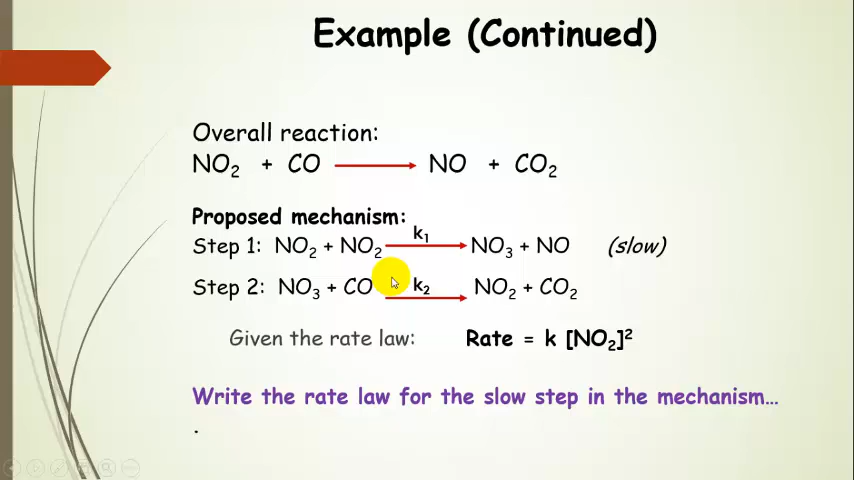 Example (Continued)
Overall reaction:
NO₂ + CO ⟶ NO + CO₂
Proposed mechanism:
k₁
Step 1: NO₂ + NO₂ ⟶ NO₃ + NO (slow)
Step 2: NO₃ + CO ⟶ NO₂ + CO₂
k₂
Given the rate law: Rate = k [NO₂]²
Write the rate law for the slow step in the mechanism…
.